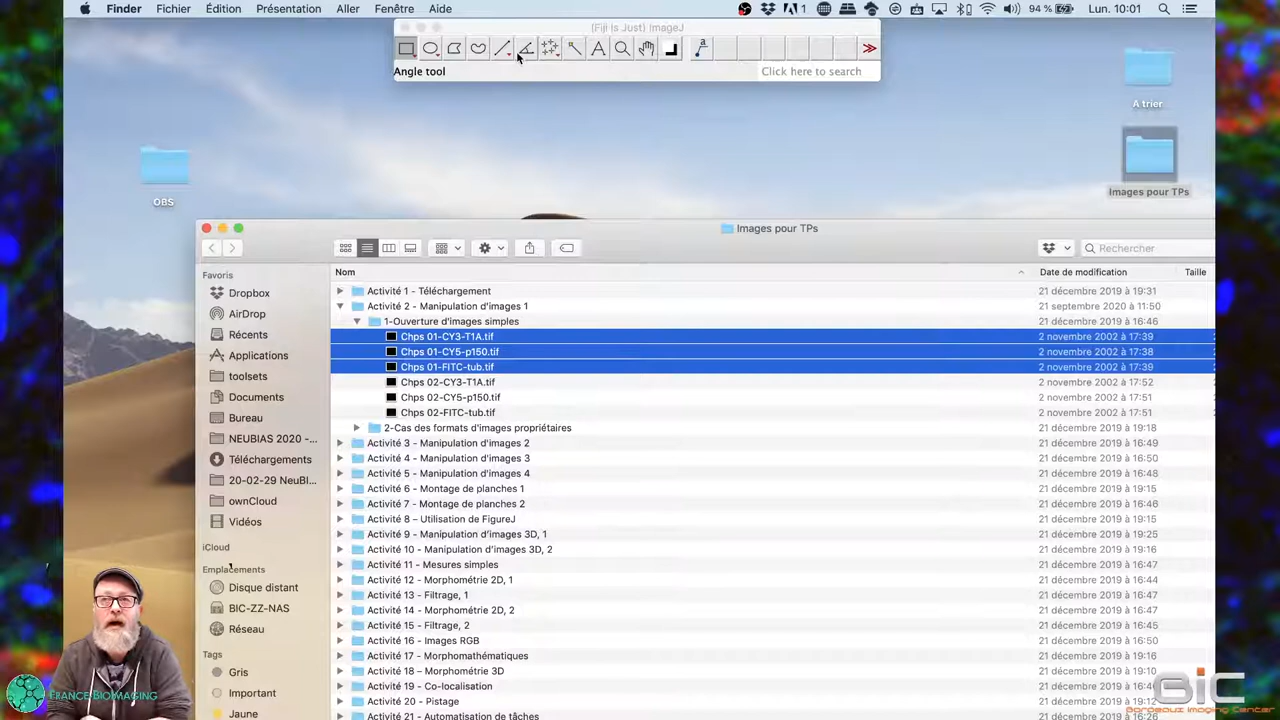 Finder Fichier Édition Présentation Aller Fenêtre Aide 1 94 % Lun. 10:01
(Fiji Is Just) ImageJ
Angle tool Click here to search
A trier
Images pour TPs
OBS
Images pour TPs
Rechercher
Favoris
Nom Date de modification Taille
Dropbox
AirDrop
Récents
Applications
toolsets
Documents
Bureau
NEUBIAS 2020 -...
Téléchargements
20-02-29 NeuBI...
ownCloud
Vidéos
iCloud
Emplacements
Disque distant
BIC-ZZ-NAS
Réseau
Tags
Gris
Important
Jaune
Activité 1 - Téléchargement 21 décembre 2019 à 19:31
Activité 2 - Manipulation d'images 1 21 septembre 2020 à 11:50
1-Ouverture d'images simples 21 décembre 2019 à 16:46
Chps 01-CY3-T1A.tif 2 novembre 2002 à 17:39
Chps 01-CY5-p150.tif 2 novembre 2002 à 17:38
Chps 01-FITC-tub.tif 2 novembre 2002 à 17:39
Chps 02-CY3-T1A.tif 2 novembre 2002 à 17:52
Chps 02-CY5-p150.tif 2 novembre 2002 à 17:51
Chps 02-FITC-tub.tif 2 novembre 2002 à 17:51
2-Cas des formats d'images propriétaires 21 décembre 2019 à 19:18
Activité 3 - Manipulation d'images 2 21 décembre 2019 à 16:49
Activité 4 - Manipulation d'images 3 21 décembre 2019 à 16:50
Activité 5 - Manipulation d'images 4 21 décembre 2019 à 16:48
Activité 6 - Montage de planches 1 21 décembre 2019 à 19:15
Activité 7 - Montage de planches 2 21 décembre 2019 à 16:46
Activité 8 – Utilisation de FigureJ 21 décembre 2019 à 19:15
Activité 9 - Manipulation d'images 3D, 1 21 décembre 2019 à 19:25
Activité 10 - Manipulation d'images 3D, 2 21 décembre 2019 à 19:16
Activité 11 - Mesures simples 21 décembre 2019 à 16:47
Activité 12 - Morphométrie 2D, 1 21 décembre 2019 à 16:44
Activité 13 - Filtrage, 1 21 décembre 2019 à 16:47
Activité 14 - Morphométrie 2D, 2 21 décembre 2019 à 16:47
Activité 15 - Filtrage, 2 21 décembre 2019 à 16:45
Activité 16 - Images RGB 21 décembre 2019 à 16:50
Activité 17 - Morphomathématiques 21 décembre 2019 à 16:47
Activité 18 – Morphométrie 3D 21 décembre 2019 à 19:10
Activité 19 - Co-localisation 21 décembre 2019 à 16:4
Activité 20 - Pistage 21 décembre 2019 à
Activité 21 - Automatisation de 21 décembre 2019 à
FRANCE BIOIMAGING
BIC
Bordeaux Imaging Center